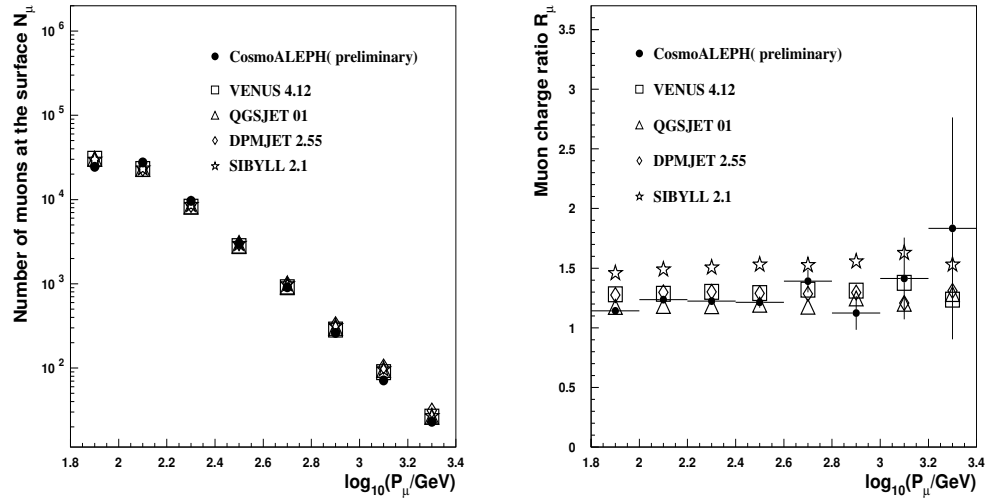 Number of muons at the surface N_μ
10^6
10^5
10^4
10^3
10^2
CosmoALEPH( preliminary)
VENUS 4.12
QGSJET 01
DPMJET 2.55
SIBYLL 2.1
1.8 2 2.2 2.4 2.6 2.8 3 3.2 3.4
log10(P_μ/GeV)
Muon charge ratio R_μ
3.5
3
2.5
2
1.5
1
0.5
0
CosmoALEPH( preliminary)
VENUS 4.12
QGSJET 01
DPMJET 2.55
SIBYLL 2.1
1.8 2 2.2 2.4 2.6 2.8 3 3.2 3.4
log10(P_μ/GeV)